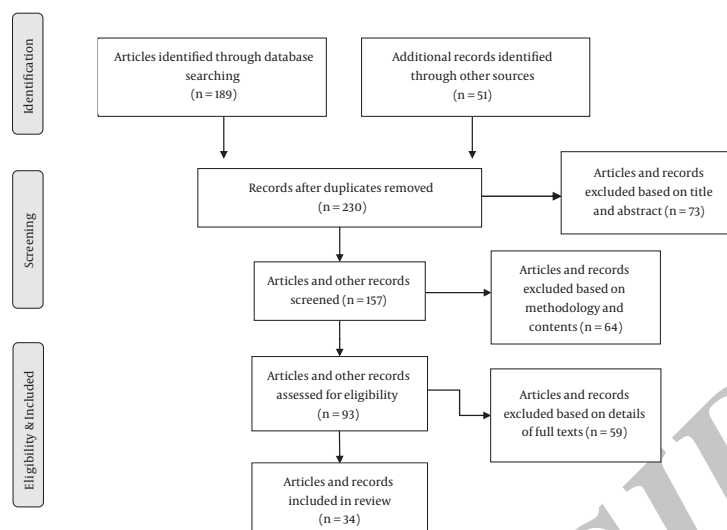 Identification
Articles identified through database
searching
(n = 189)
Additional records identified
through other sources
(n = 51)
Screening
Records after duplicates removed
(n = 230)
Articles and records
excluded based on title
and abstract (n = 73)
Articles and other records
screened (n = 157)
Articles and records
excluded based on
methodology and
contents (n = 64)
Eligibility & Included
Articles and other records
assessed for eligibility
(n = 93)
Articles and records
excluded based on details
of full texts (n = 59)
Articles and records
included in review
(n = 34)